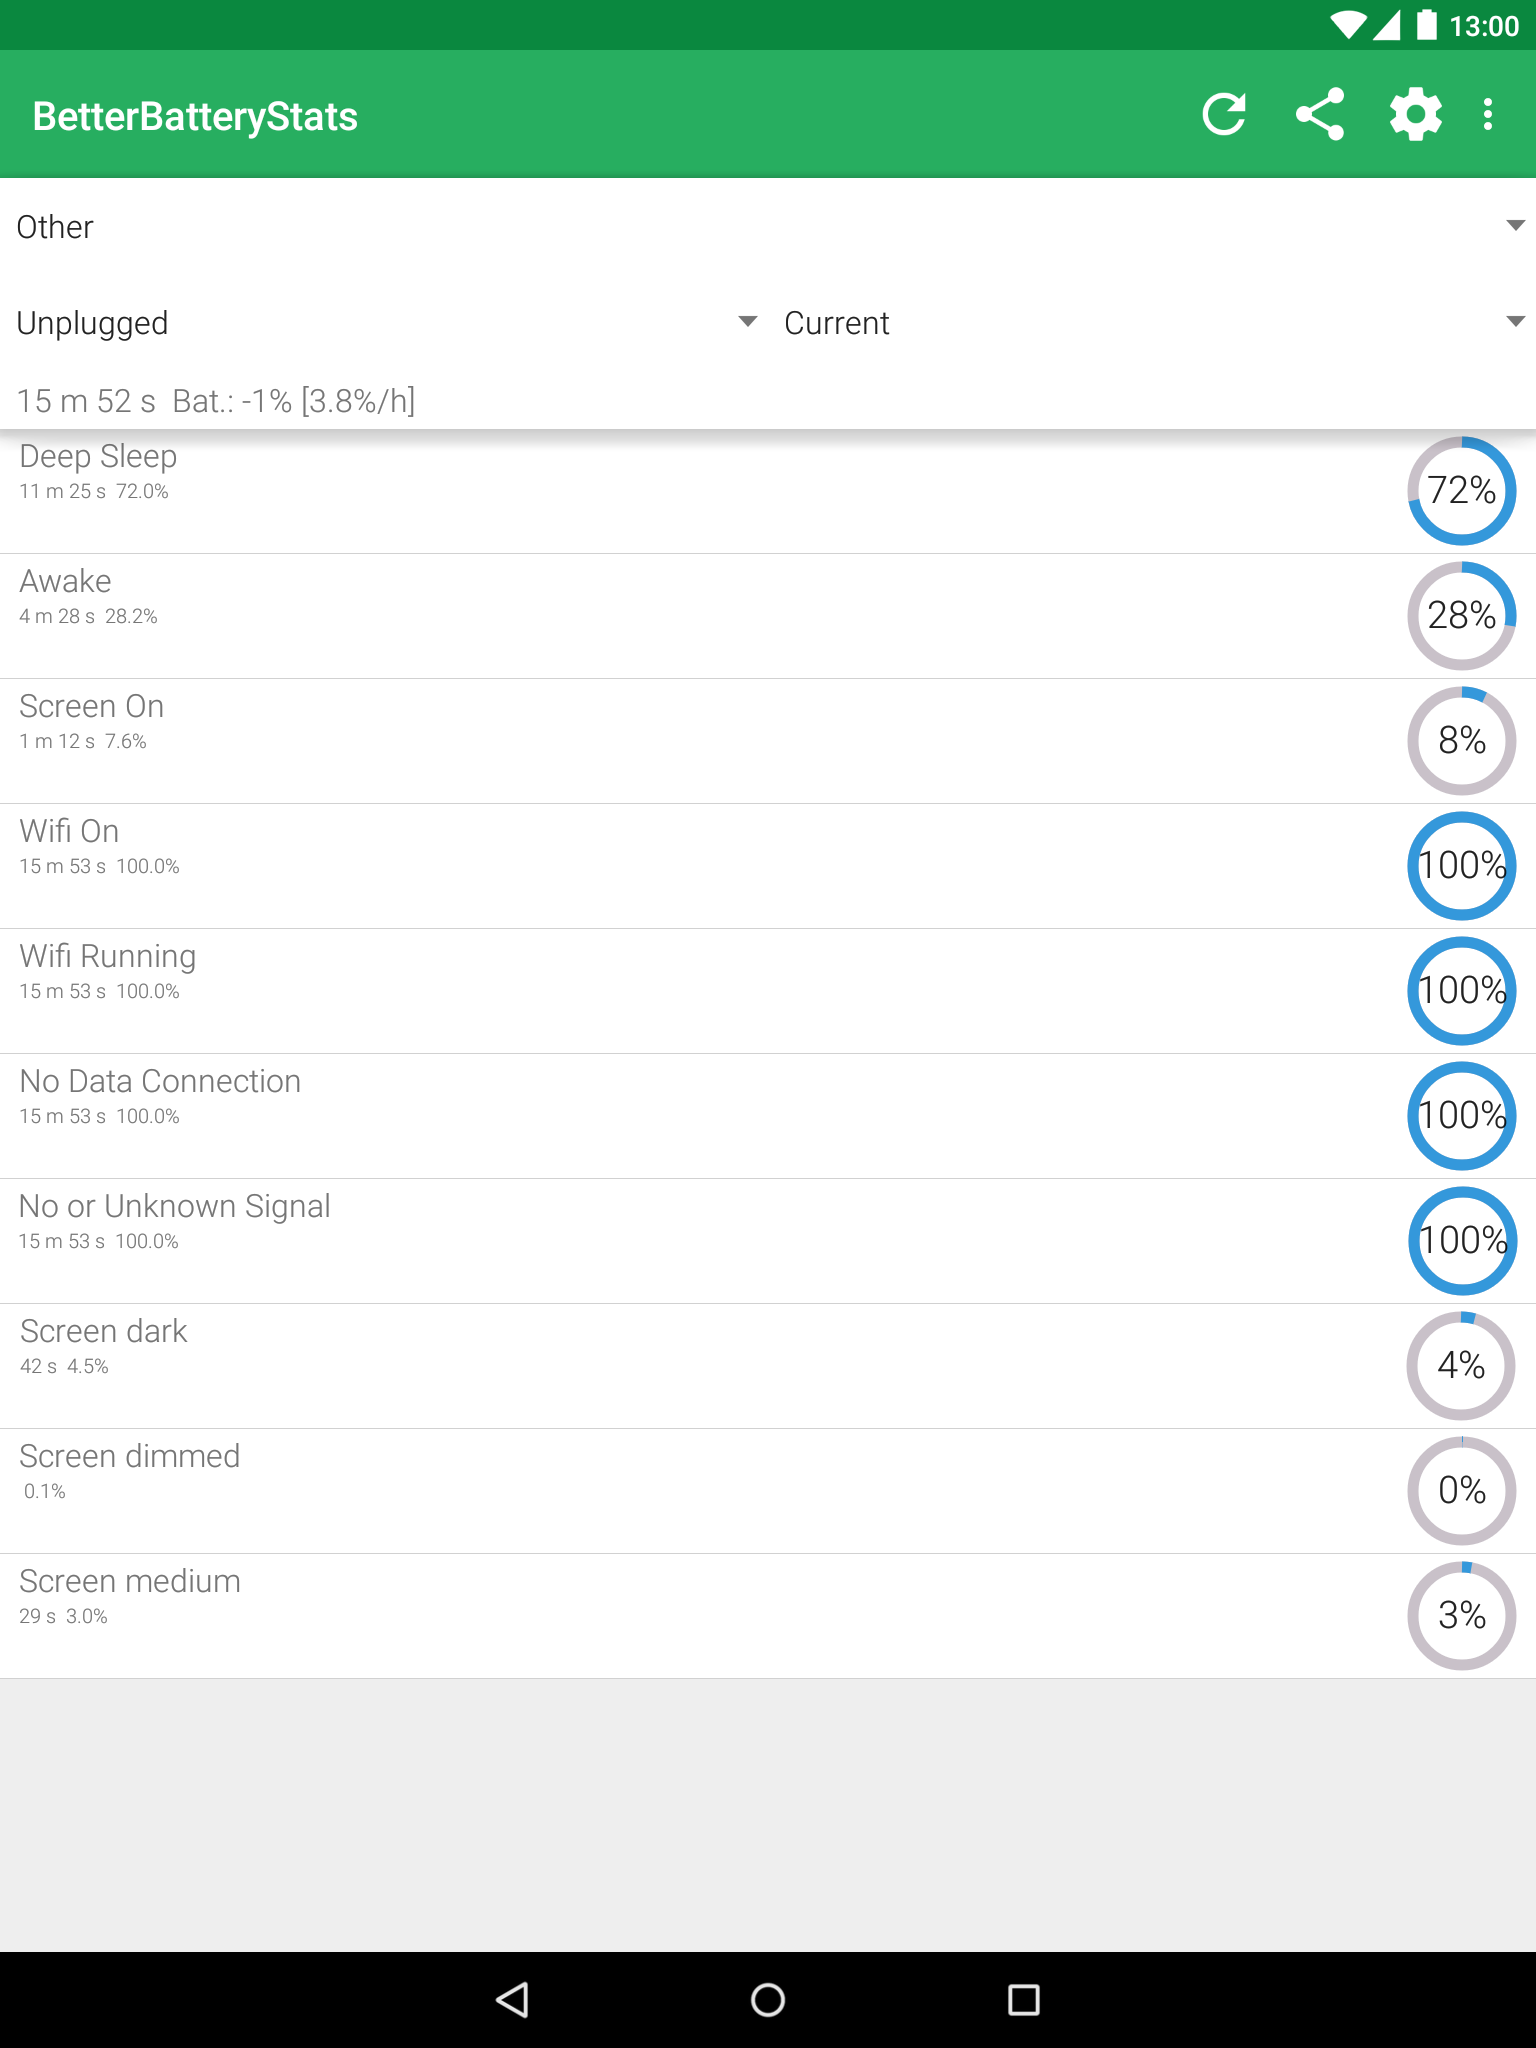 13:00
BetterBatteryStats
Other
Unplugged Current
15 m 52 s Bat.: -1% [3.8%/h]
Deep Sleep
11 m 25 s 72.0%
72%
Awake
4 m 28 s 28.2%
28%
Screen On
1 m 12 s 7.6%
8%
Wifi On
15 m 53 s 100.0%
100%
Wifi Running
15 m 53 s 100.0%
100%
No Data Connection
15 m 53 s 100.0%
100%
No or Unknown Signal
15 m 53 s 100.0%
100%
Screen dark
42 s 4.5%
4%
Screen dimmed
0.1%
0%
Screen medium
29 s 3.0%
3%